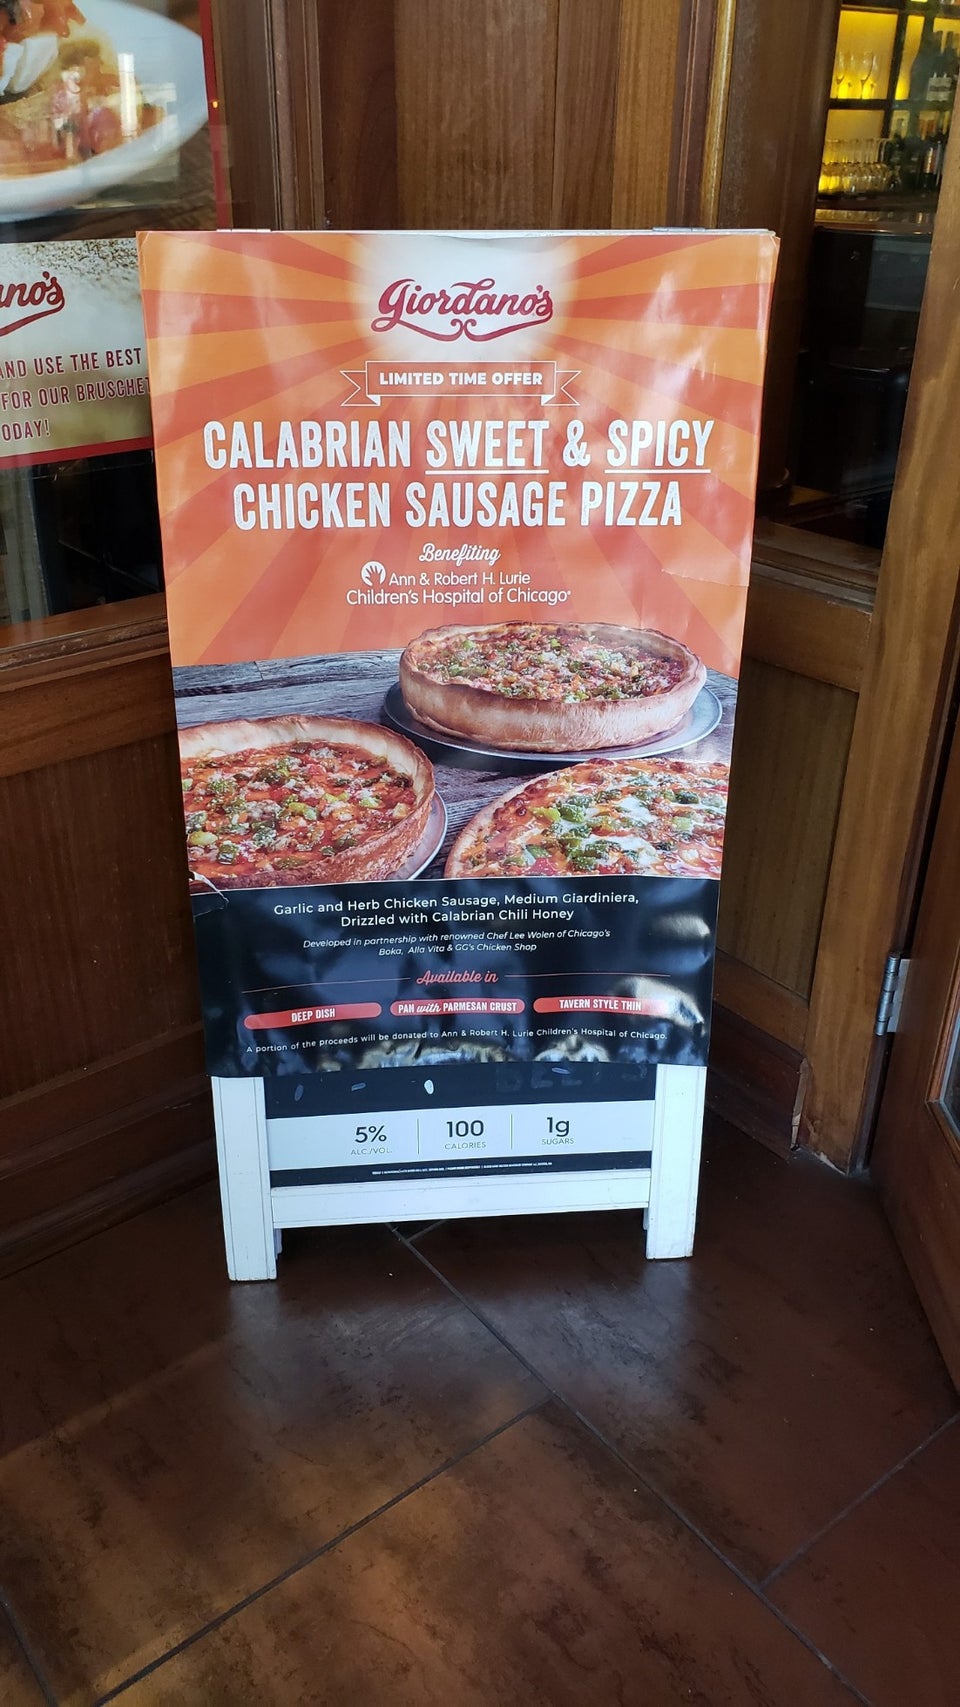 Giordano's
LIMITED TIME OFFER
CALABRIAN SWEET & SPICY
CHICKEN SAUSAGE PIZZA
Benefiting
Ann & Robert H. Lurie
Children's Hospital of Chicago®
Garlic and Herb Chicken Sausage, Medium Giardiniera,
Drizzled with Calabrian Chili Honey
Developed in partnership with renowned Chef Lee Wolen of Chicago's
Boka, Alla Vita & GG's Chicken Shop
Available in
DEEP DISH
PAN with PARMESAN CRUST
TAVERN STYLE THIN
A portion of the proceeds will be donated to Ann & Robert H. Lurie Children's Hospital of Chicago.
5% 100 1g
ALC./VOL. CALORIES SUGARS
ano's
AND USE THE BEST
FOR OUR BRUSCHET
ODAY!